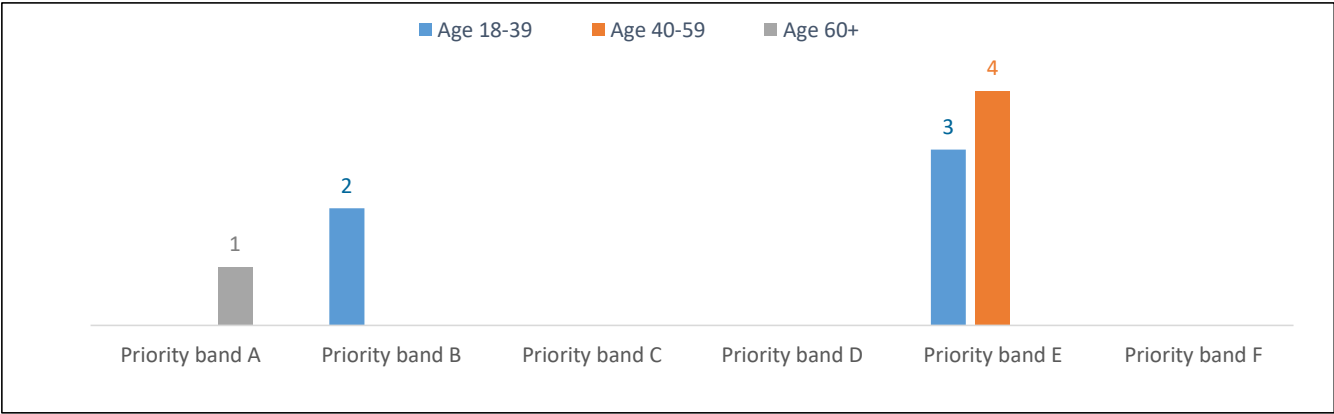 Age 18-39 Age 40-59 Age 60+
4
3
2
1
Priority band A Priority band B Priority band C Priority band D Priority band E Priority band F